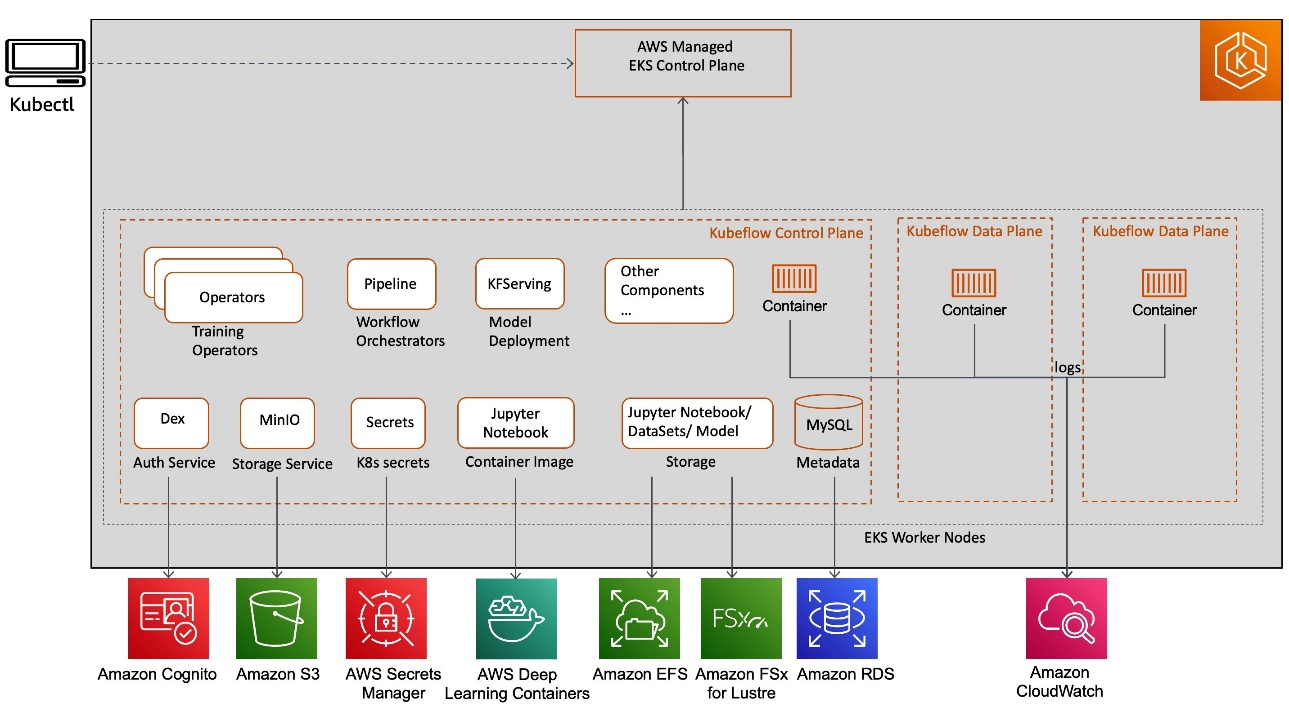 AWS Managed
EKS Control Plane
K
Kubectl
Kubeflow Control Plane
Kubeflow Data Plane
Kubeflow Data Plane
Operators
Training
Operators
Pipeline
Workflow
Orchestrators
KFServing
Model
Deployment
Other
Components
...
Container
Container
Container
logs
Dex
Auth Service
MinIO
Storage Service
Secrets
K8s secrets
Jupyter
Notebook
Container Image
Jupyter Notebook/
DataSets/ Model
Storage
MySQL
Metadata
EKS Worker Nodes
FSx
Amazon Cognito
Amazon S3
AWS Secrets
Manager
AWS Deep
Learning Containers
Amazon EFS
Amazon FSx
for Lustre
Amazon RDS
Amazon
CloudWatch